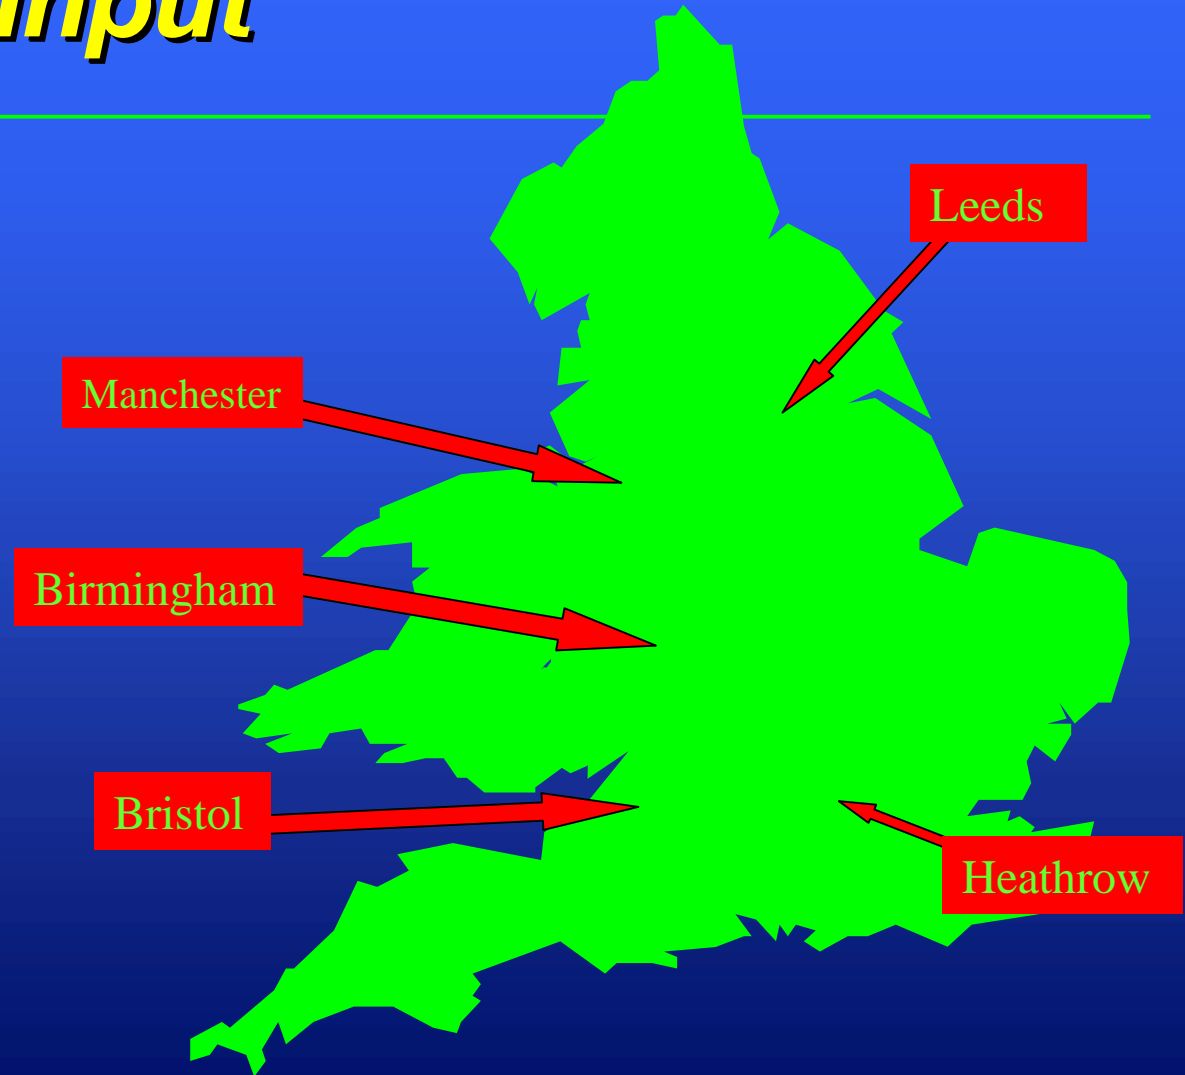 Input
Leeds
Manchester
Birmingham
Bristol
Heathrow